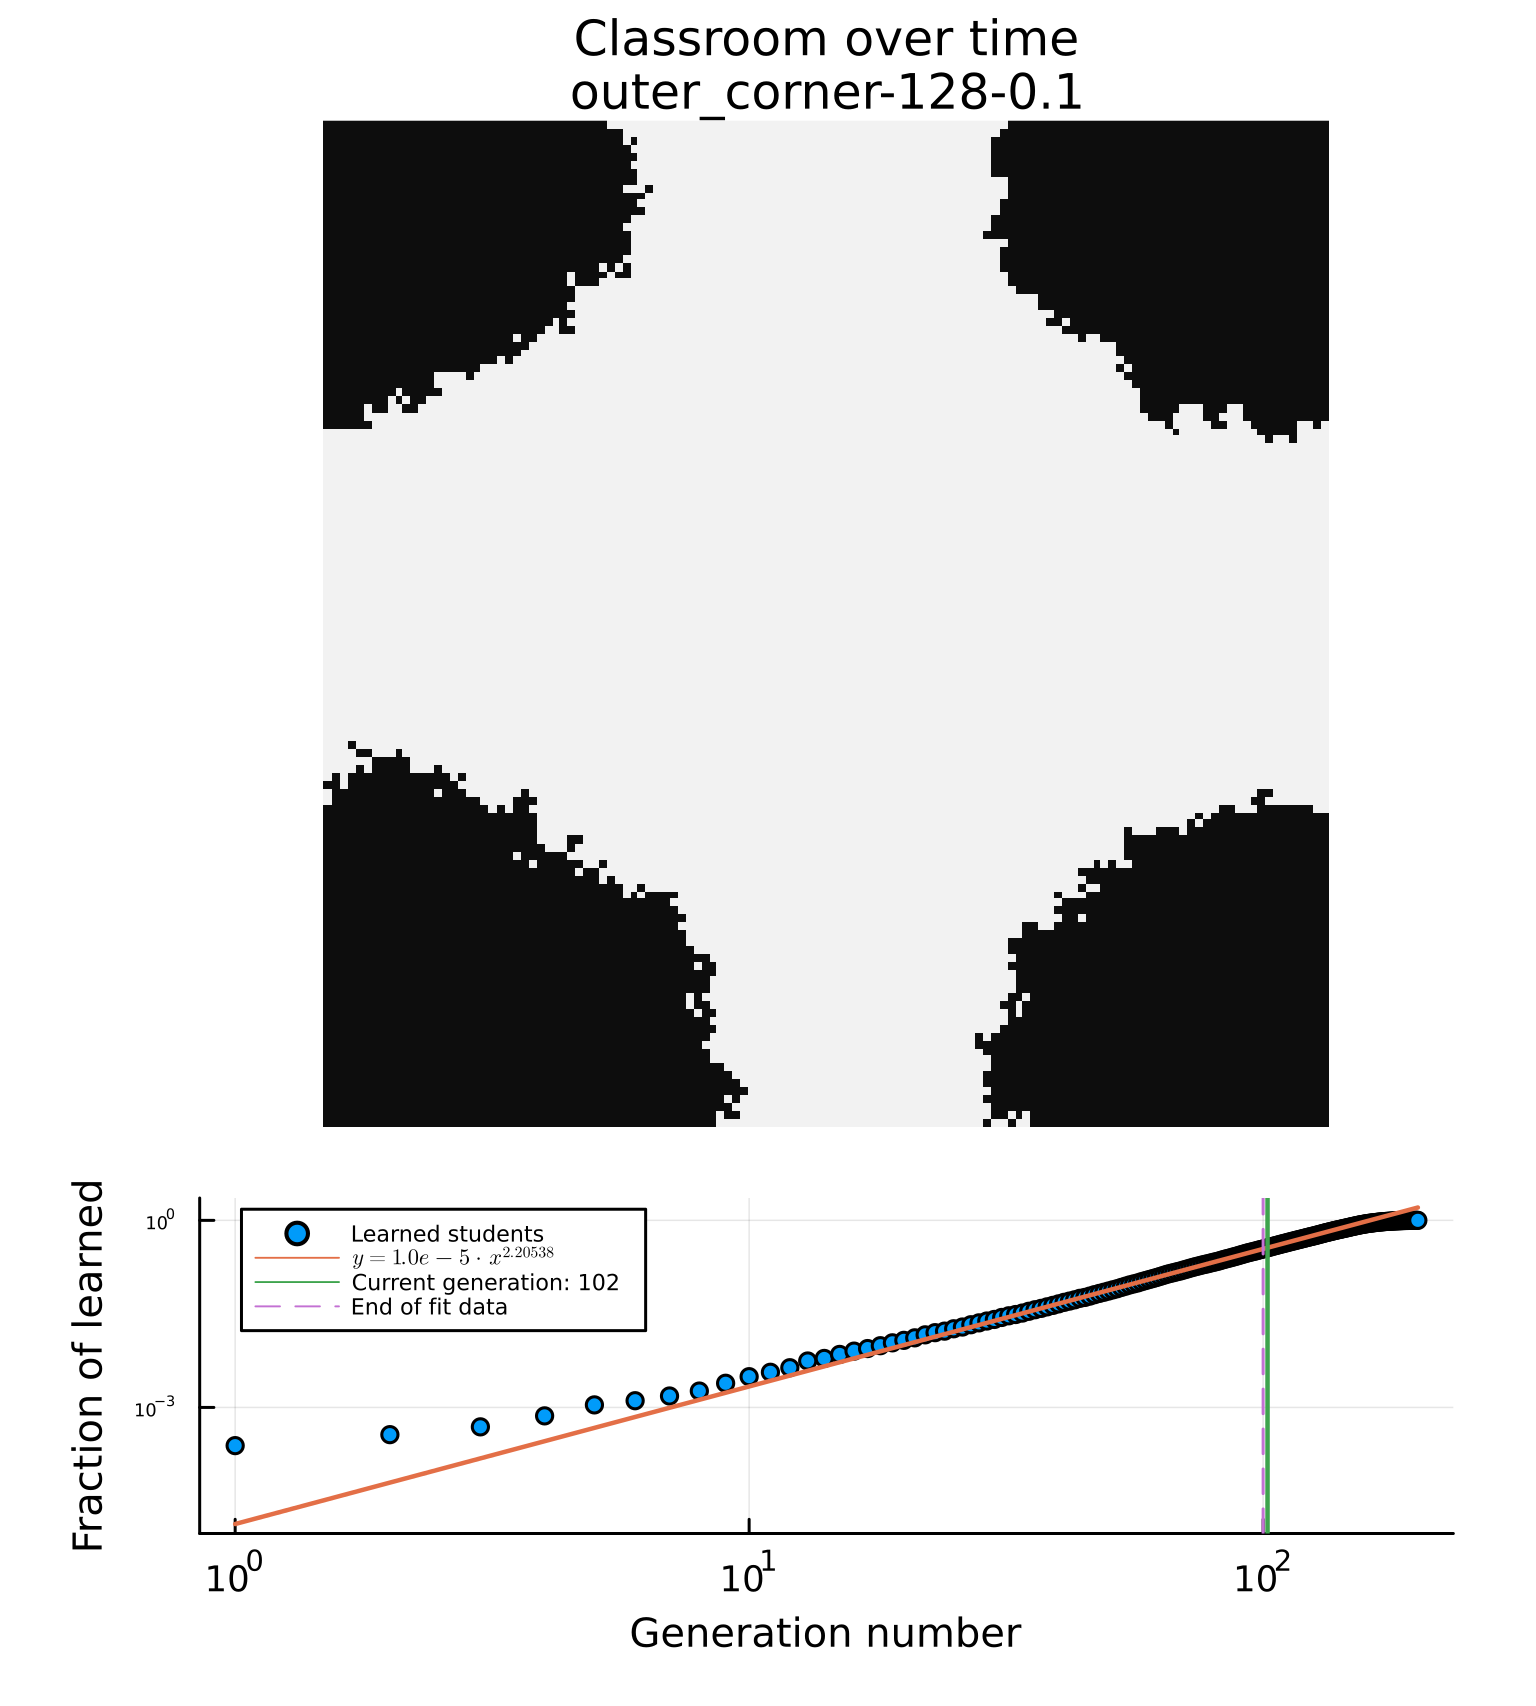 Classroom over time
outer_corner-128-0.1
Fraction of learned
10⁰
10⁻³
Learned students
y = 1.0e − 5 · x^2.20538
Current generation: 102
End of fit data
10⁰
10¹
10²
Generation number